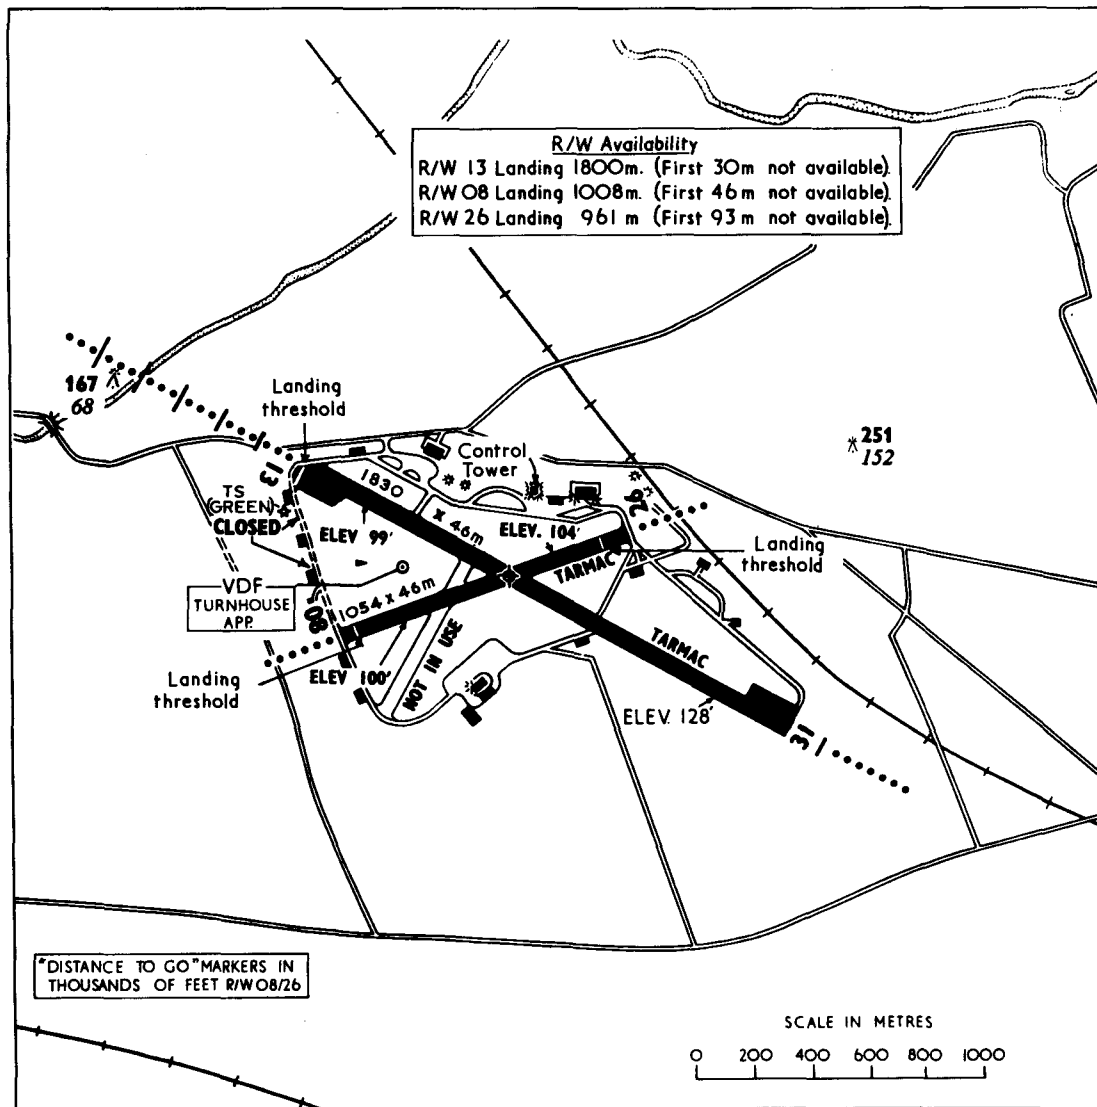 R/W Availability
R/W 13 Landing 1800m. (First 30m not available).
R/W 08 Landing 1008m. (First 46m not available).
R/W 26 Landing 961 m (First 93m not available).
Landing
threshold
167
68
251
152
Control
Tower
13
1830
x 46m
26
TS
(GREEN)
CLOSED
ELEV 99'
ELEV. 104'
Landing
threshold
TARMAC
VDF
TURNHOUSE
APP.
08
1054 x 46m
NOT IN USE
TARMAC
Landing
threshold
ELEV 100'
ELEV. 128'
31
"DISTANCE TO GO" MARKERS IN
THOUSANDS OF FEET R/W 08/26
SCALE IN METRES
0 200 400 600 800 1000